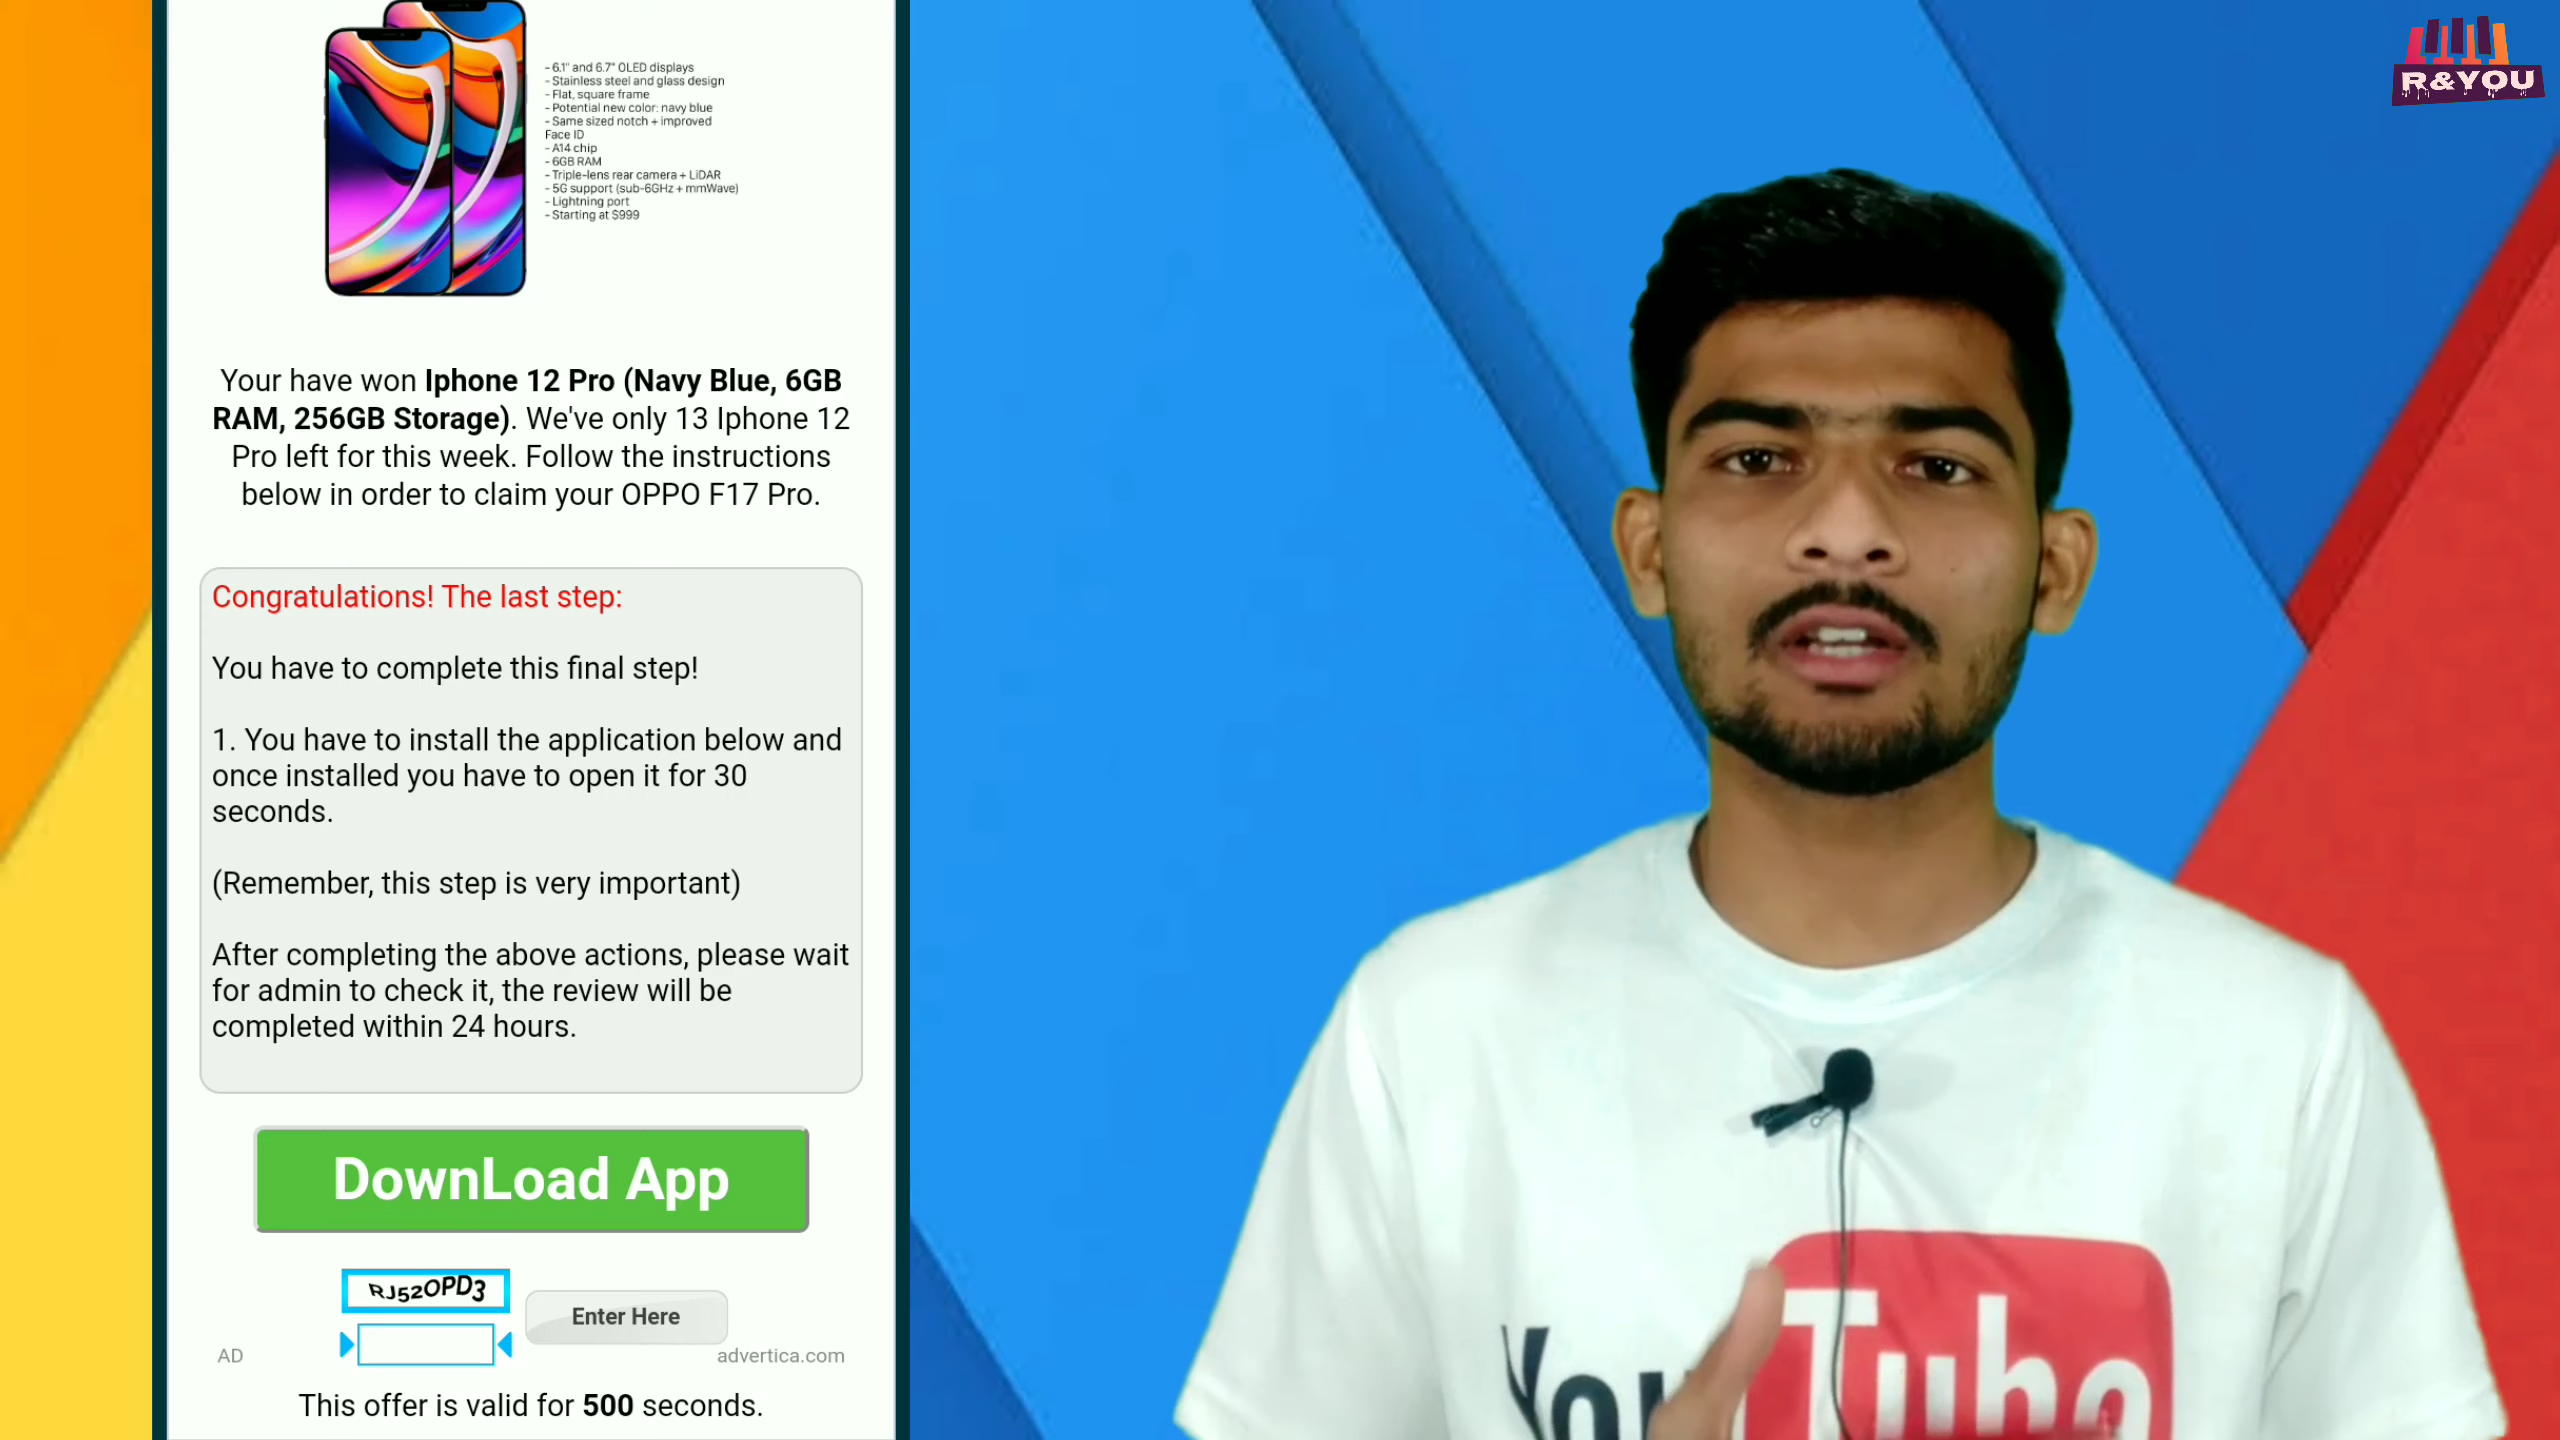 R&YOU
- 6.1" and 6.7" OLED displays
- Stainless steel and glass design
- Flat, square frame
- Potential new color: navy blue
- Same sized notch + improved
Face ID
- A14 chip
- 6GB RAM
- Triple-lens rear camera + LiDAR
- 5G support (sub-6GHz + mmWave)
- Lightning port
- Starting at $999
Your have won Iphone 12 Pro (Navy Blue, 6GB
RAM, 256GB Storage). We've only 13 Iphone 12
Pro left for this week. Follow the instructions
below in order to claim your OPPO F17 Pro.
Congratulations! The last step:
You have to complete this final step!
1. You have to install the application below and
once installed you have to open it for 30
seconds.
(Remember, this step is very important)
After completing the above actions, please wait
for admin to check it, the review will be
completed within 24 hours.
DownLoad App
RJ52OPD3
Enter Here
AD
advertica.com
This offer is valid for 500 seconds.
You Tube